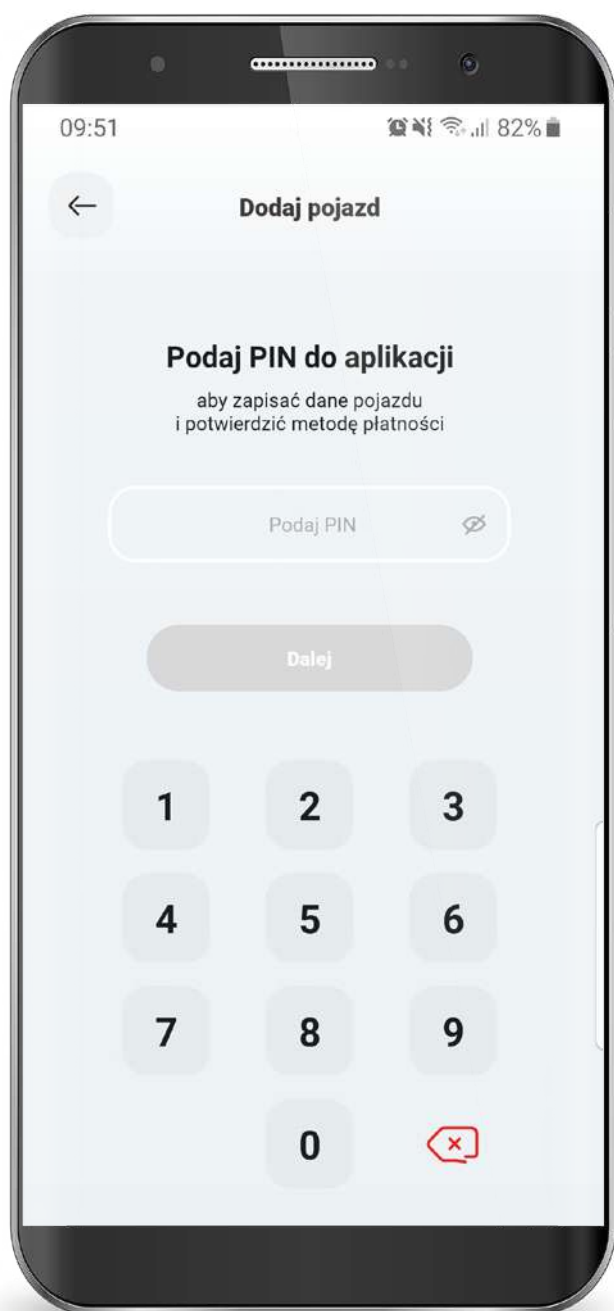 09:51 82%
Dodaj pojazd
Podaj PIN do aplikacji
aby zapisać dane pojazdu
i potwierdzić metodę płatności
Podaj PIN
Dalej
1 2 3
4 5 6
7 8 9
0